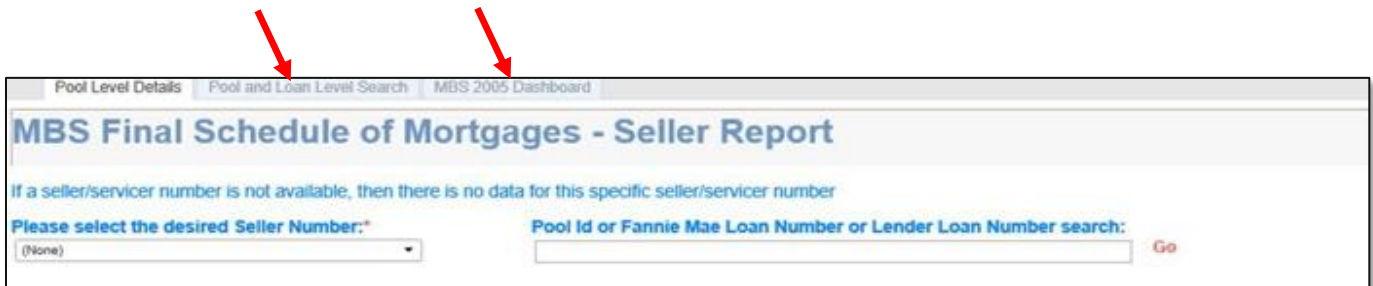 Pool Level Details Pool and Loan Level Search MBS 2005 Dashboard
MBS Final Schedule of Mortgages - Seller Report
If a seller/servicer number is not available, then there is no data for this specific seller/servicer number
Please select the desired Seller Number:* Pool Id or Fannie Mae Loan Number or Lender Loan Number search:
(None) Go